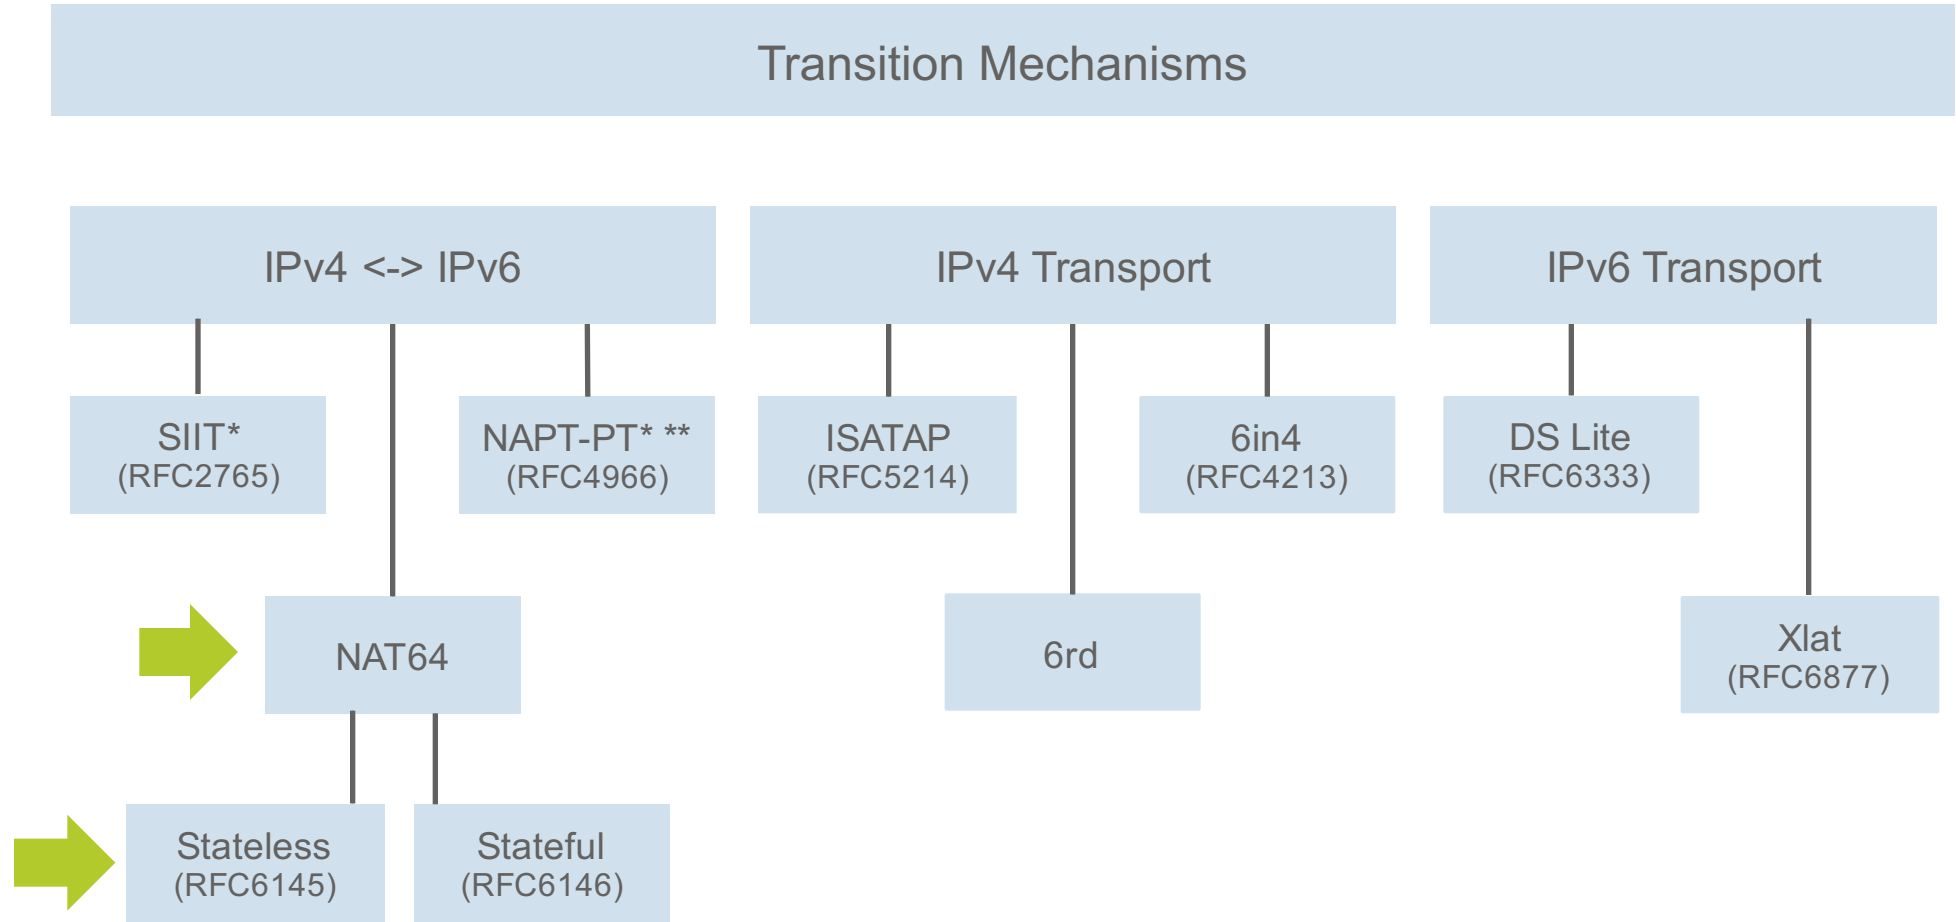 Transition Mechanisms
IPv4 <-> IPv6
IPv4 Transport
IPv6 Transport
SIIT*
(RFC2765)
NAPT-PT* **
(RFC4966)
ISATAP
(RFC5214)
6in4
(RFC4213)
DS Lite
(RFC6333)
NAT64
6rd
Xlat
(RFC6877)
Stateless
(RFC6145)
Stateful
(RFC6146)